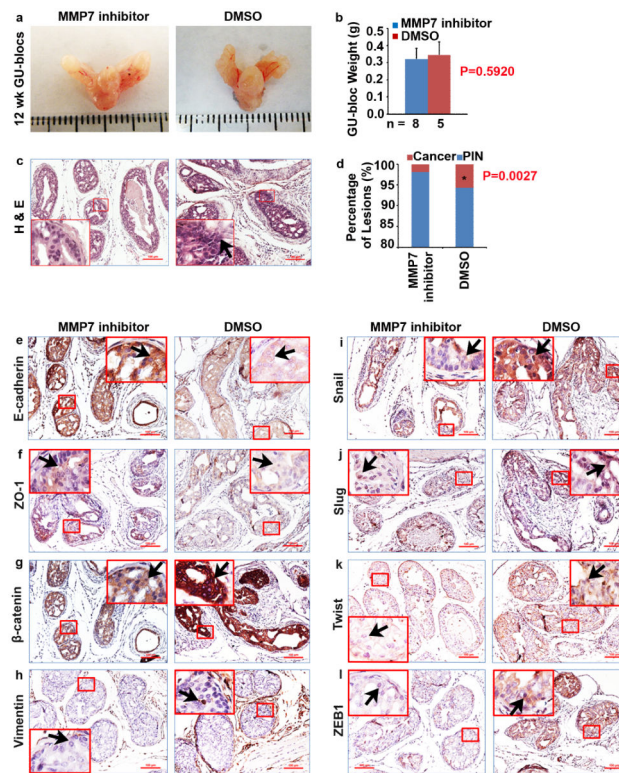 a
MMP7 inhibitor
DMSO
12 wk GU-blocs
b
MMP7 inhibitor
DMSO
GU-bloc Weight (g)
0.5
0.4
0.3
0.2
0.1
0.0
P=0.5920
n = 8 5
c
H & E
d
Cancer PIN
Percentage
of Lesions (%)
100
95
90
85
80
P=0.0027
*
MMP7
inhibitor
DMSO
MMP7 inhibitor
DMSO
MMP7 inhibitor
DMSO
e
E-cadherin
i
Snail
f
ZO-1
j
Slug
g
β-catenin
k
Twist
h
Vimentin
l
ZEB1